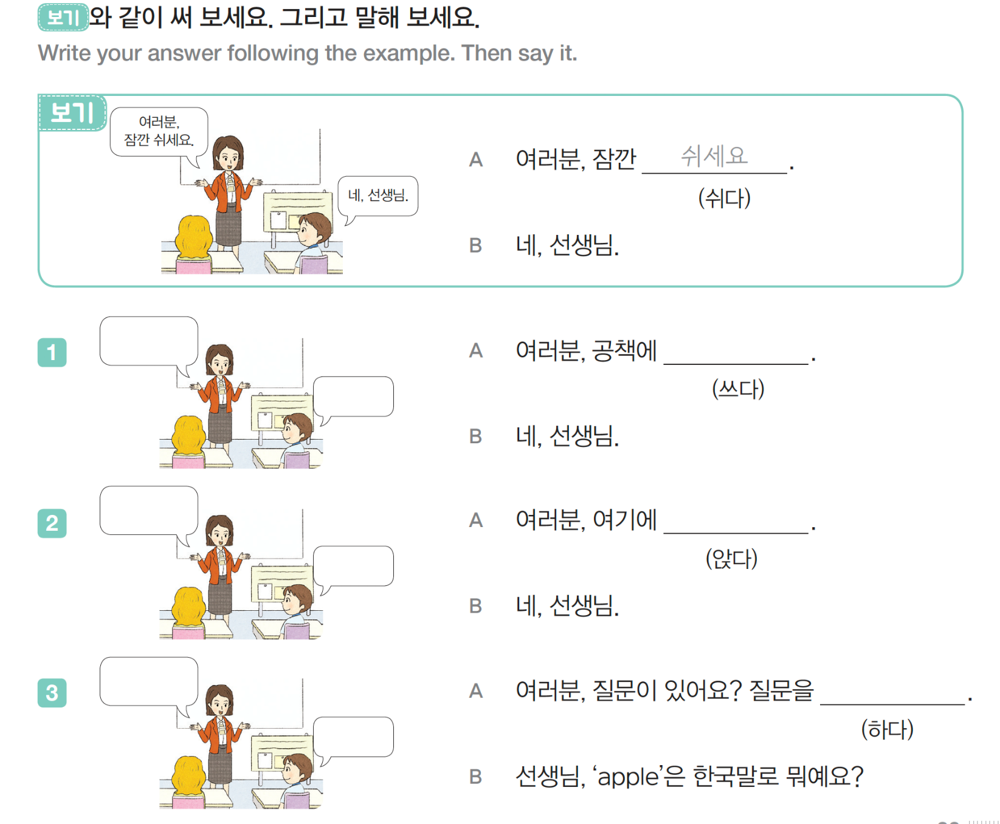 보기와 같이 써 보세요. 그리고 말해 보세요.
Write your answer following the example. Then say it.
보기
여러분,
잠깐 쉬세요.
네, 선생님.
A 여러분, 잠깐 쉬세요.
(쉬다)
B 네, 선생님.
1
A 여러분, 공책에 ____________.
(쓰다)
B 네, 선생님.
2
A 여러분, 여기에 ____________.
(앉다)
B 네, 선생님.
3
A 여러분, 질문이 있어요? 질문을 ____________.
(하다)
B 선생님, ‘apple’은 한국말로 뭐예요?